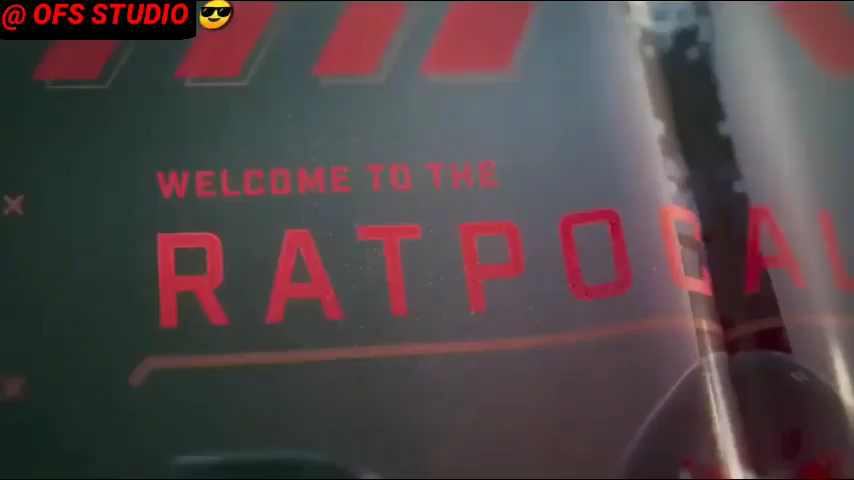 @ OFS STUDIO 😎
WELCOME TO THE
RATPOCAL